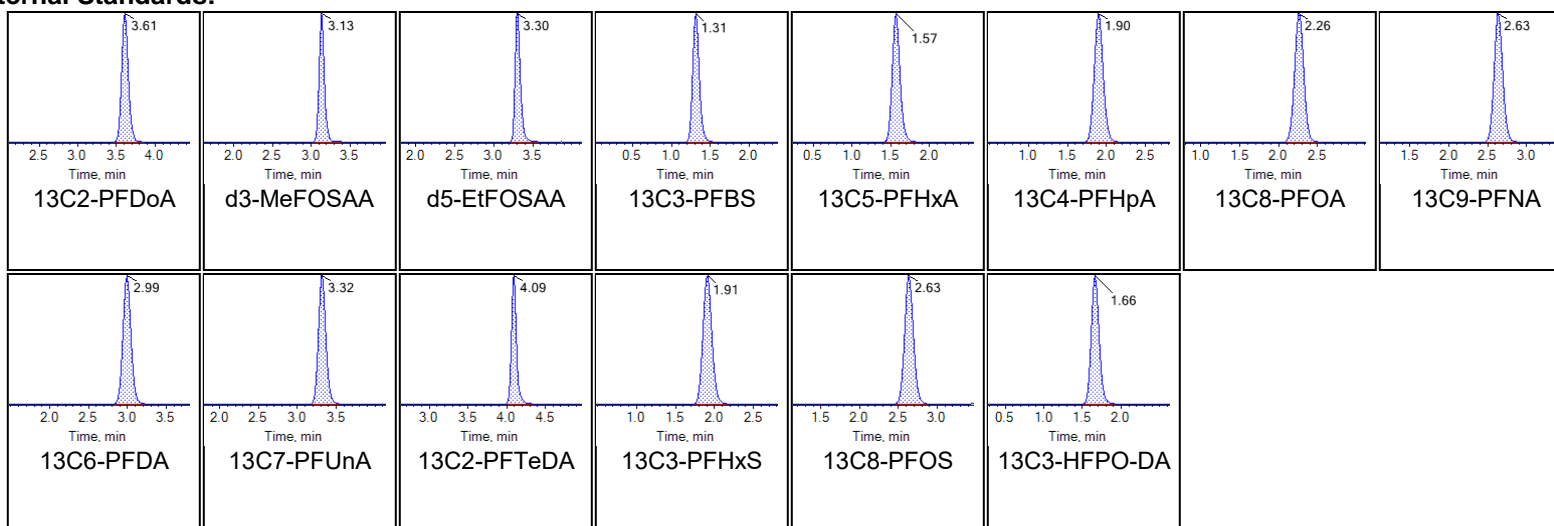 ternal Standards:
3.61
2.5 3.0 3.5 4.0
Time, min
13C2-PFDoA
3.13
2.0 2.5 3.0 3.5
Time, min
d3-MeFOSAA
3.30
2.0 2.5 3.0 3.5
Time, min
d5-EtFOSAA
1.31
0.5 1.0 1.5 2.0
Time, min
13C3-PFBS
1.57
0.5 1.0 1.5 2.0
Time, min
13C5-PFHxA
1.90
1.0 1.5 2.0 2.5
Time, min
13C4-PFHpA
2.26
1.0 1.5 2.0 2.5
Time, min
13C8-PFOA
2.63
1.5 2.0 2.5 3.0
Time, min
13C9-PFNA
2.99
2.0 2.5 3.0 3.5
Time, min
13C6-PFDA
3.32
2.0 2.5 3.0 3.5
Time, min
13C7-PFUnA
4.09
3.0 3.5 4.0 4.5
Time, min
13C2-PFTeDA
1.91
1.0 1.5 2.0 2.5
Time, min
13C3-PFHxS
2.63
1.5 2.0 2.5 3.0
Time, min
13C8-PFOS
1.66
0.5 1.0 1.5 2.0
Time, min
13C3-HFPO-DA